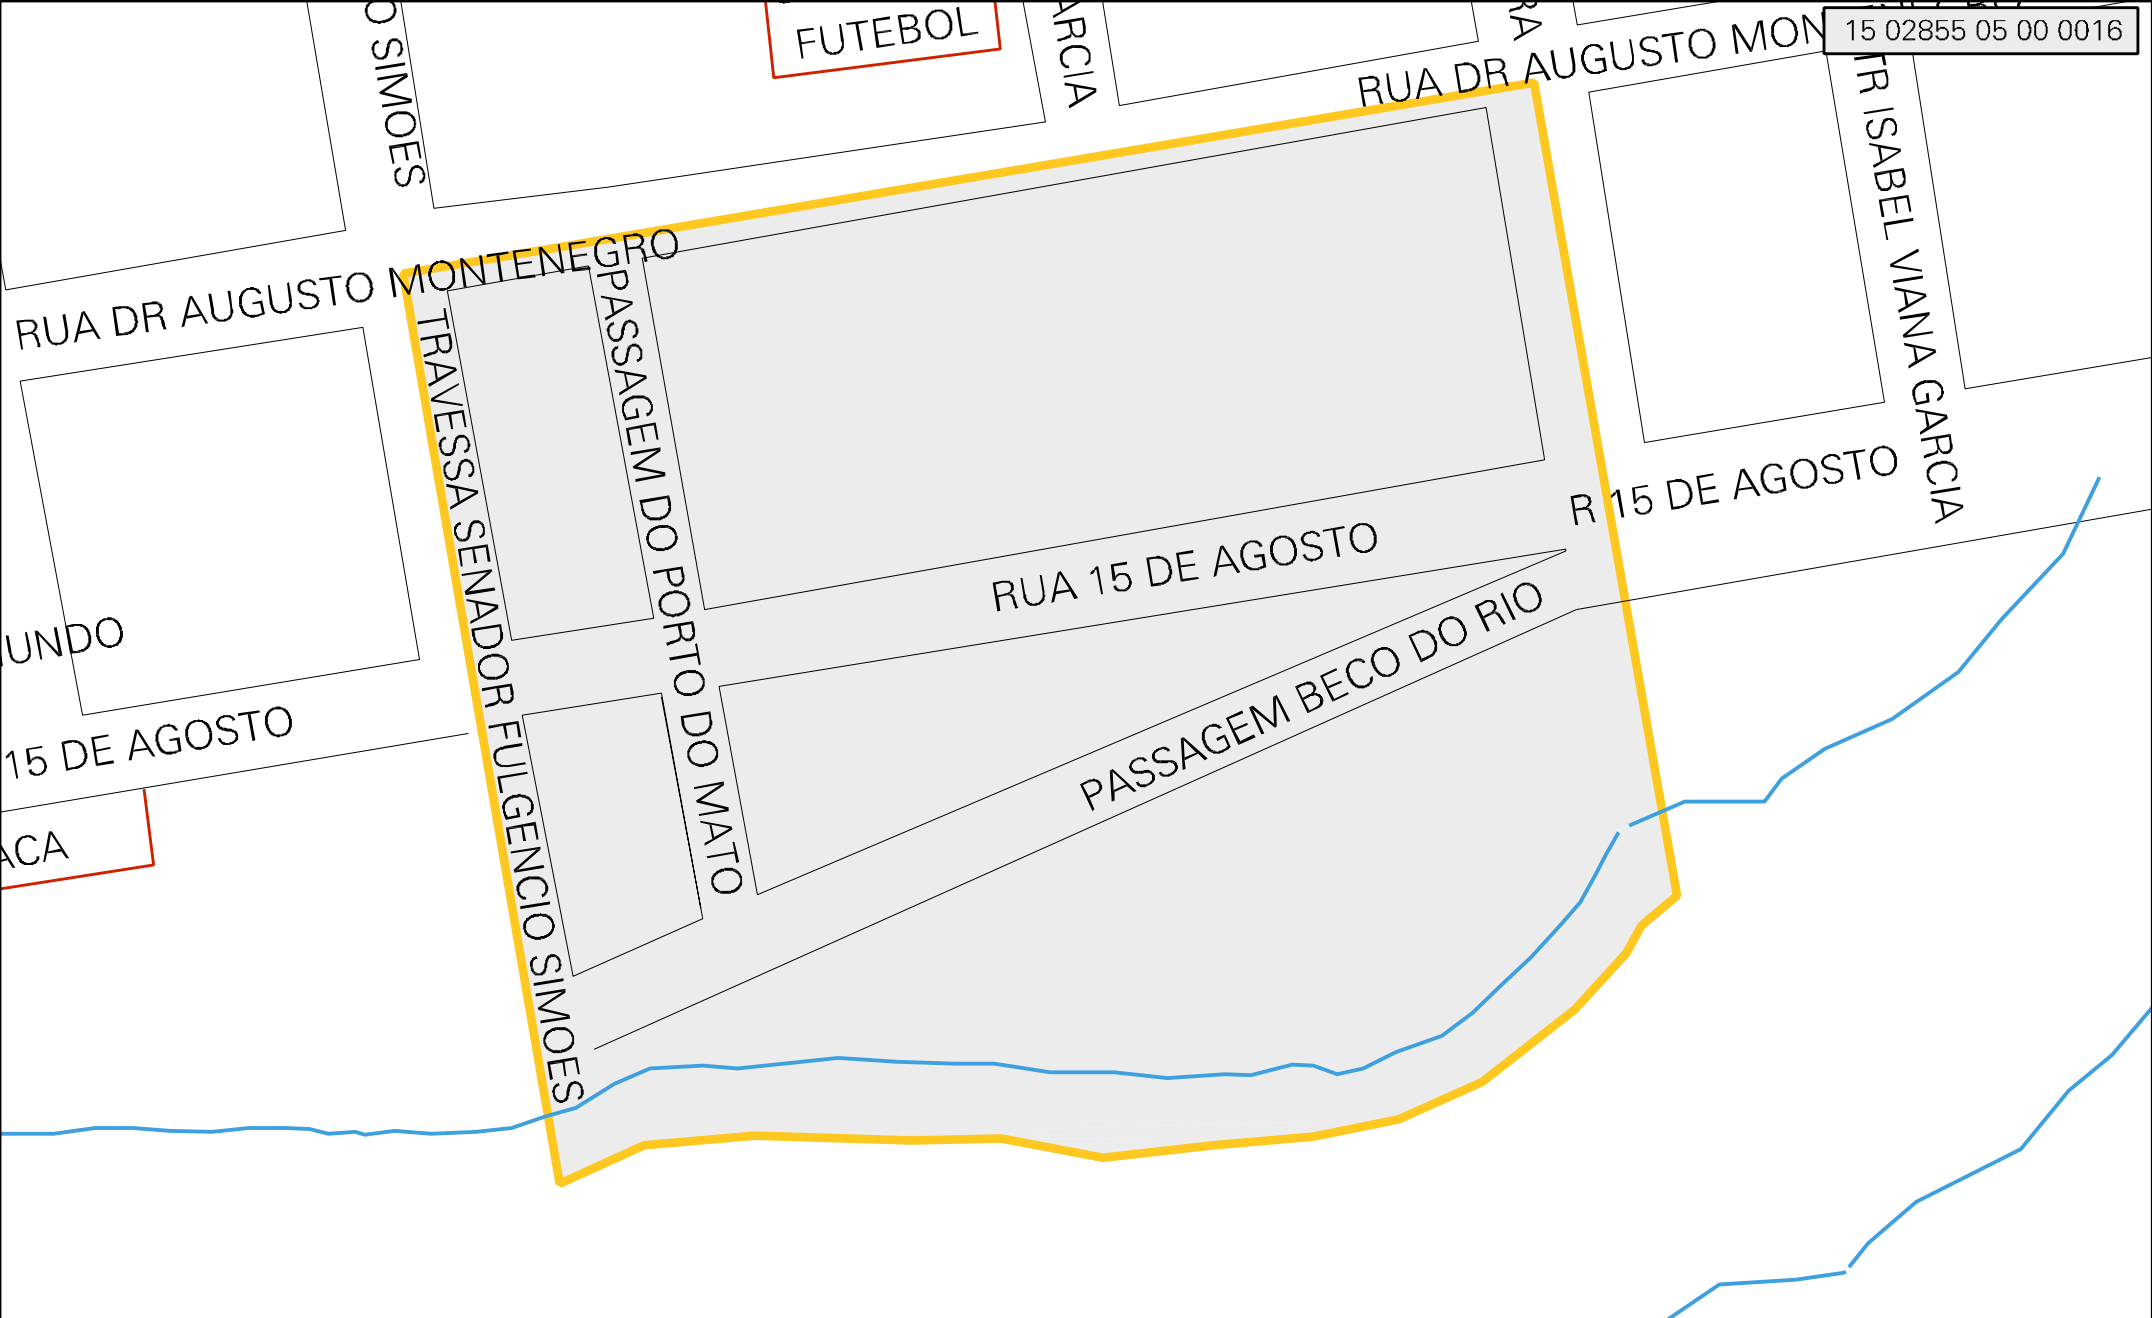 O SIMOES
FUTEBOL
ARCIA
RA
RUA DR AUGUSTO MON
15 02855 05 00 0016
TR ISABEL VIANA GARCIA
RUA DR AUGUSTO MONTENEGRO
TRAVESSA SENADOR FULGENCIO SIMOES
PASSAGEM DO PORTO DO MATO
RUA 15 DE AGOSTO
R 15 DE AGOSTO
PASSAGEM BECO DO RIO
UNDO
15 DE AGOSTO
ACA